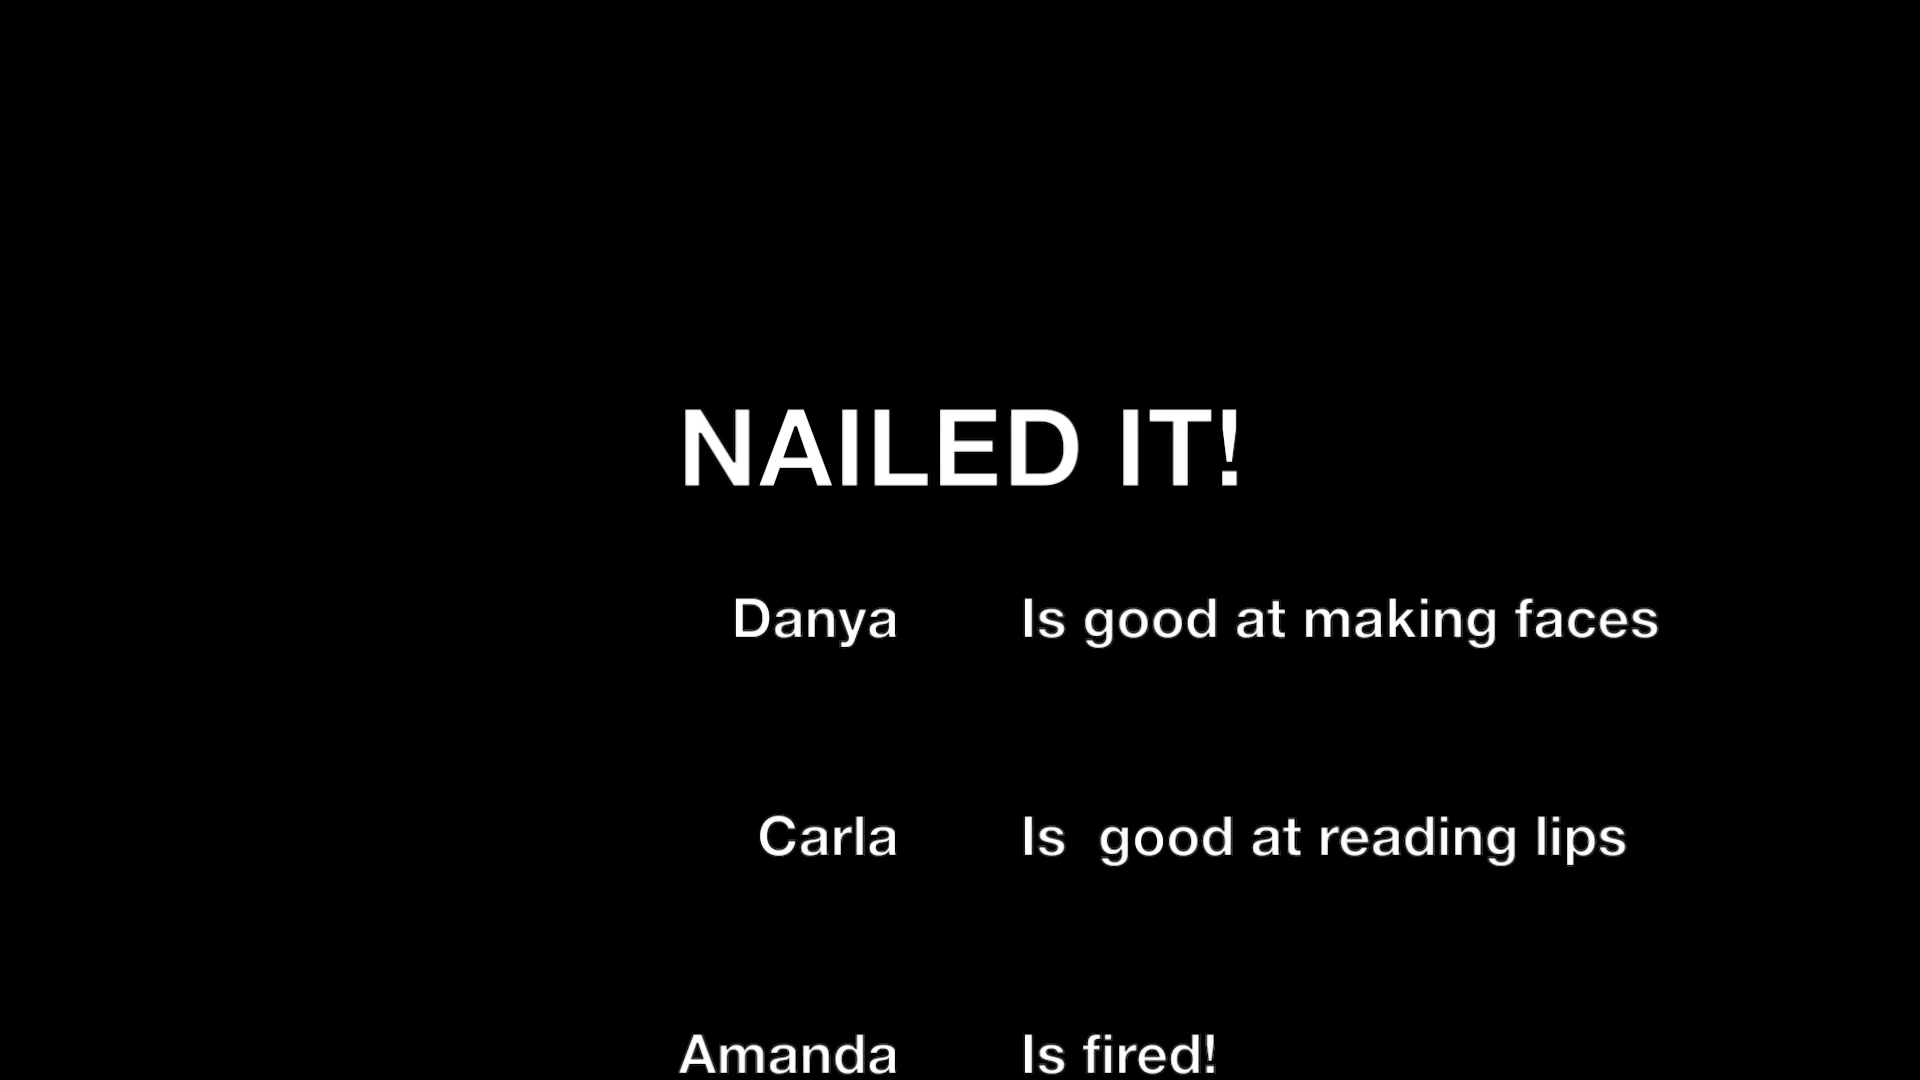 NAILED IT!
Danya Is good at making faces
Carla Is  good at reading lips
Amanda Is fired!